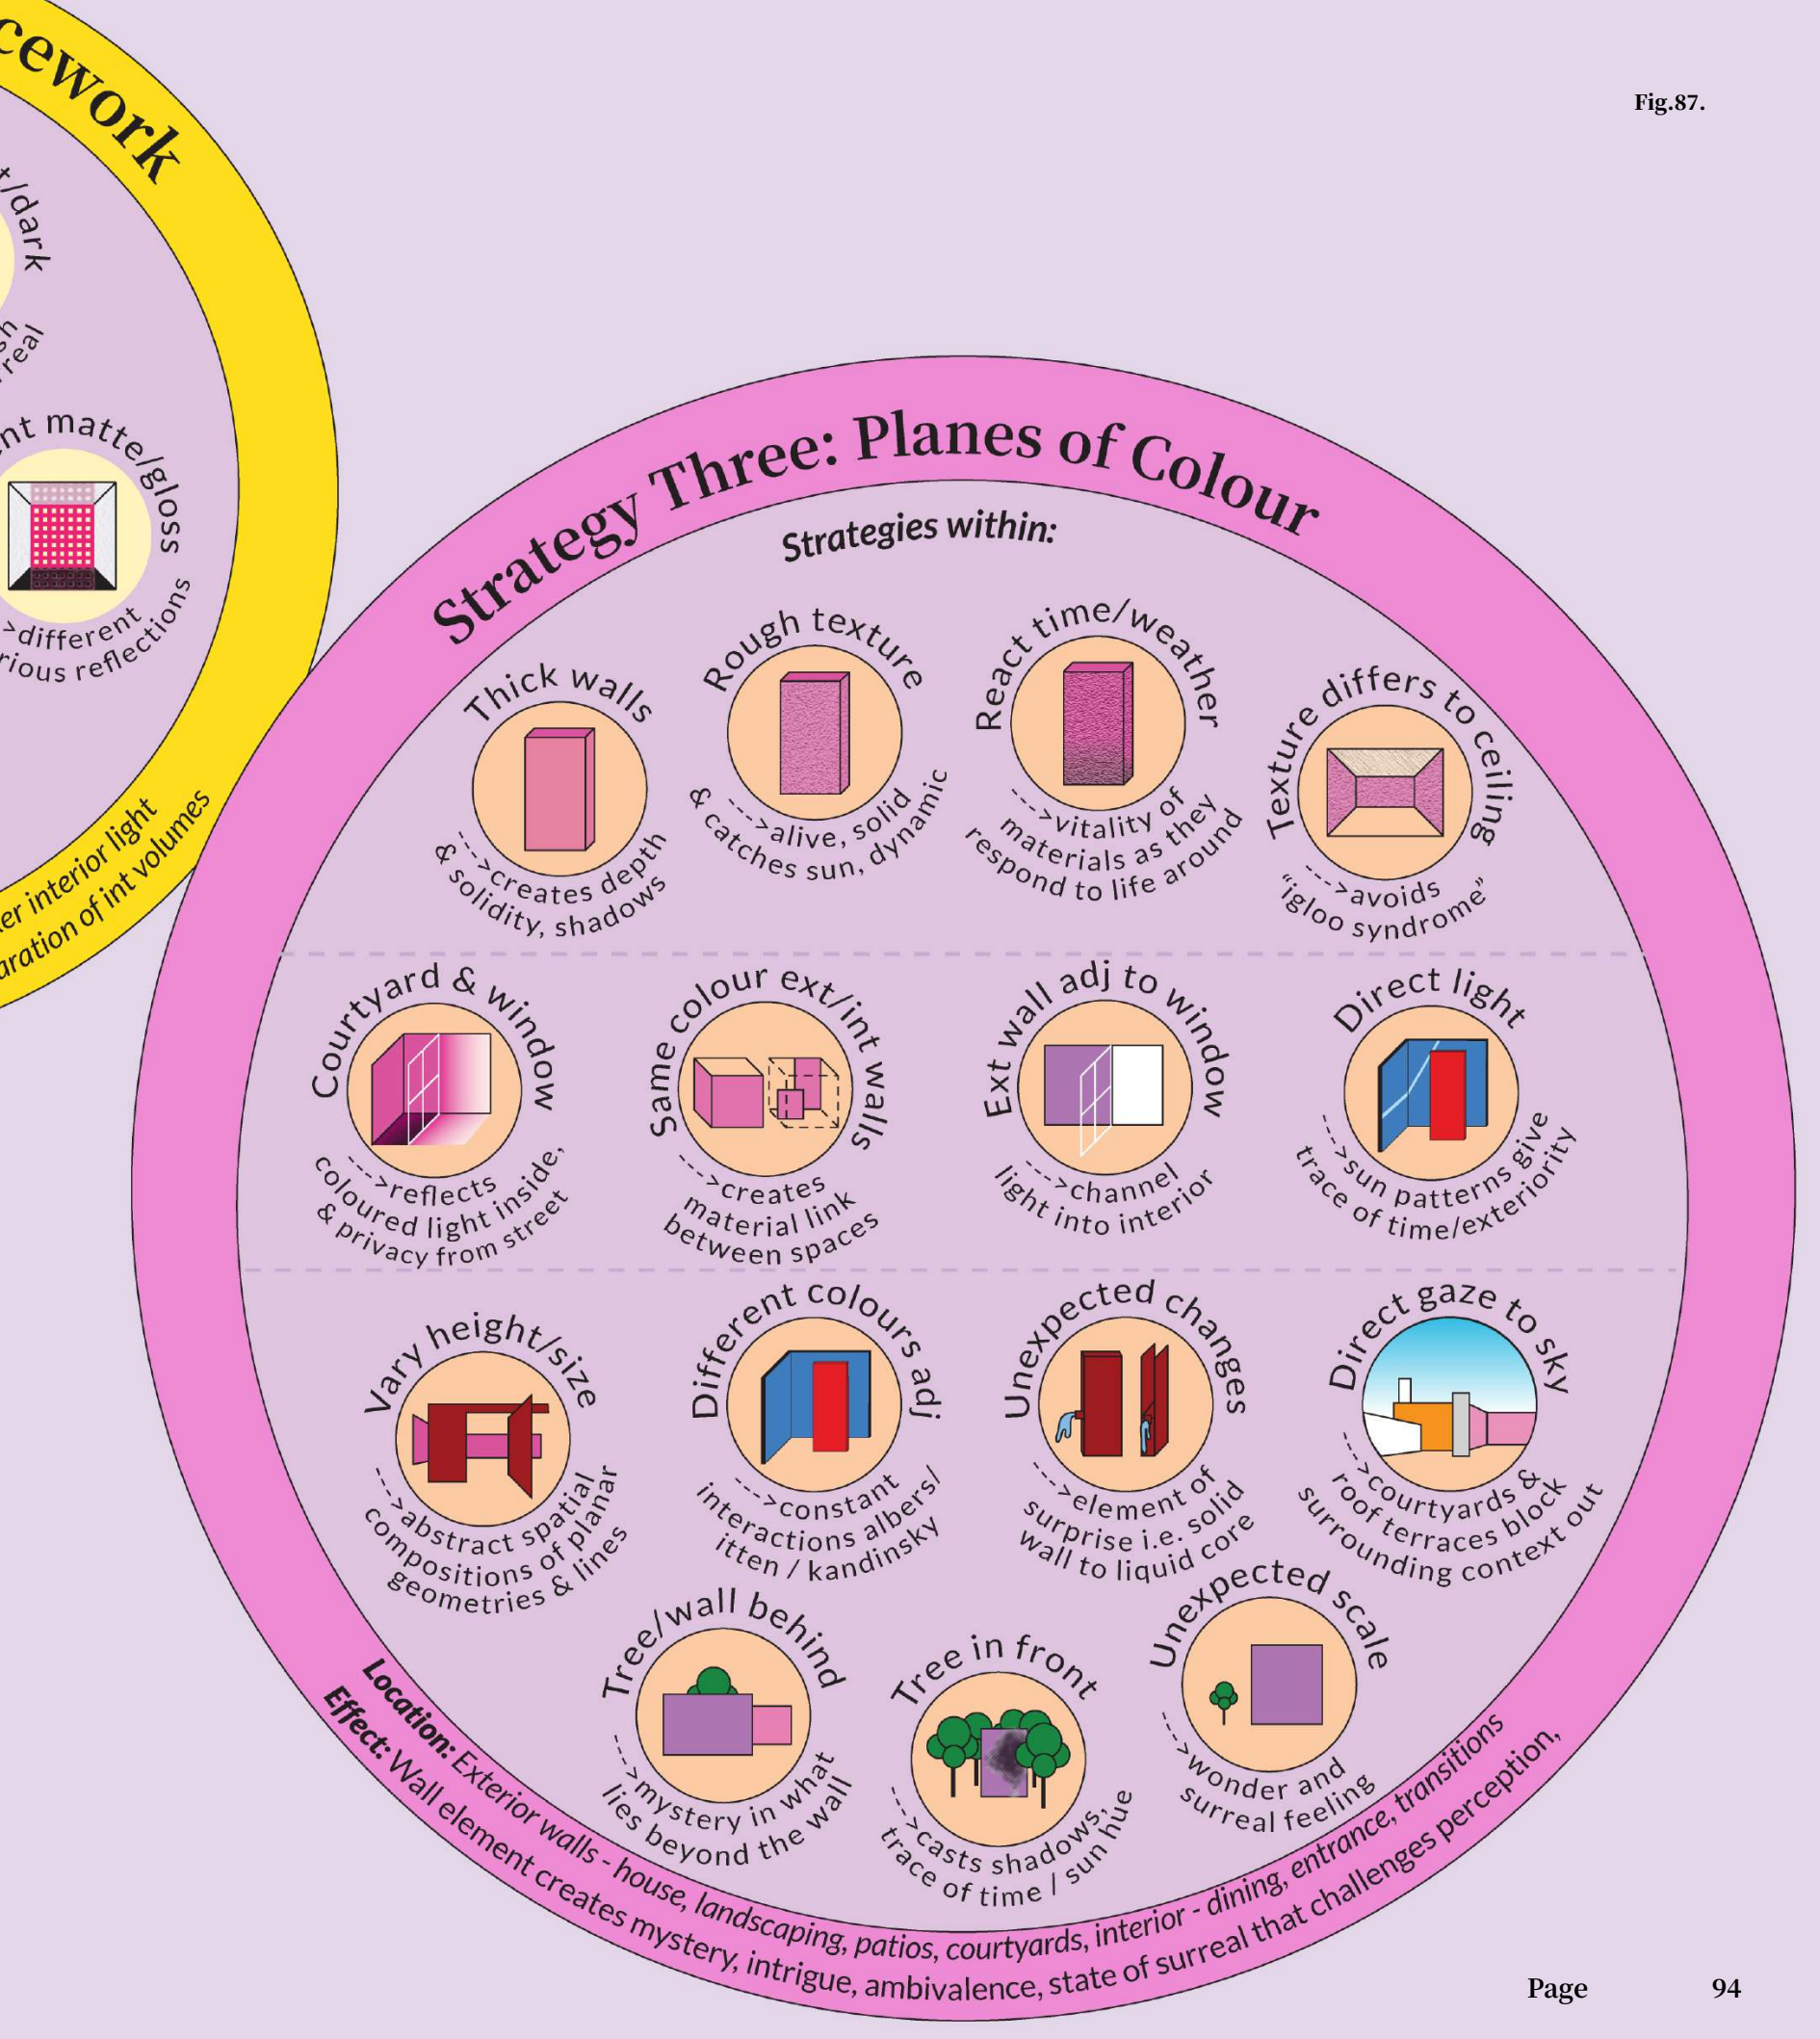 Fig.87.
cework
t/dark
real
nt matte/gloss
>different
rious reflections
er interior light
aration of int volumes
Strategy Three: Planes of Colour
Strategies within:
Thick walls
---->creates depth
& solidity, shadows
Rough texture
---->alive, solid
& catches sun, dynamic
React time/weather
---->vitality of
materials as they
respond to life around
Texture differs to ceiling
---->avoids
"igloo syndrome"
Courtyard & window
---->reflects
coloured light inside,
& privacy from street
Same colour ext/int walls
---->creates
material link
between spaces
Ext wall adj to window
---->channel
light into interior
Direct light
---->sun patterns give
trace of time/exteriority
Vary height/size
---->abstract spatial
compositions of planar
geometries & lines
Different colours adj
---->constant
interactions albers/
itten / kandinsky
Unexpected changes
---->element of
surprise i.e. solid
wall to liquid core
Direct gaze to sky
---->courtyards &
roof terraces block
surrounding context out
Tree/wall behind
---->mystery in what
lies beyond the wall
Tree in front
---->casts shadows,
trace of time / sun hue
Unexpected scale
---->wonder and
surreal feeling
Location: Exterior walls - house, landscaping, patios, courtyards, interior - dining, entrance, transitions
Effect: Wall element creates mystery, intrigue, ambivalence, state of surreal that challenges perception,
Page 94